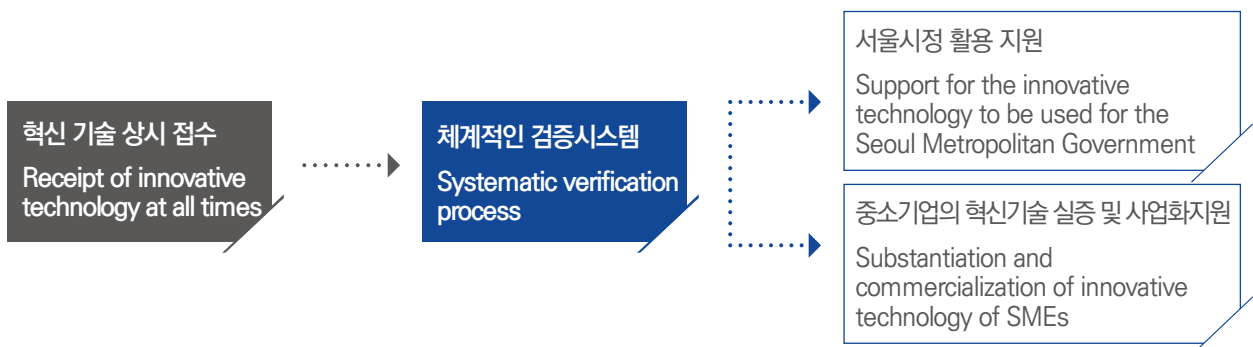 혁신 기술 상시 접수
Receipt of innovative
technology at all times
체계적인 검증시스템
Systematic verification
process
서울시정 활용 지원
Support for the innovative
technology to be used for the
Seoul Metropolitan Government
중소기업의 혁신기술 실증 및 사업화지원
Substantiation and
commercialization of innovative
technology of SMEs